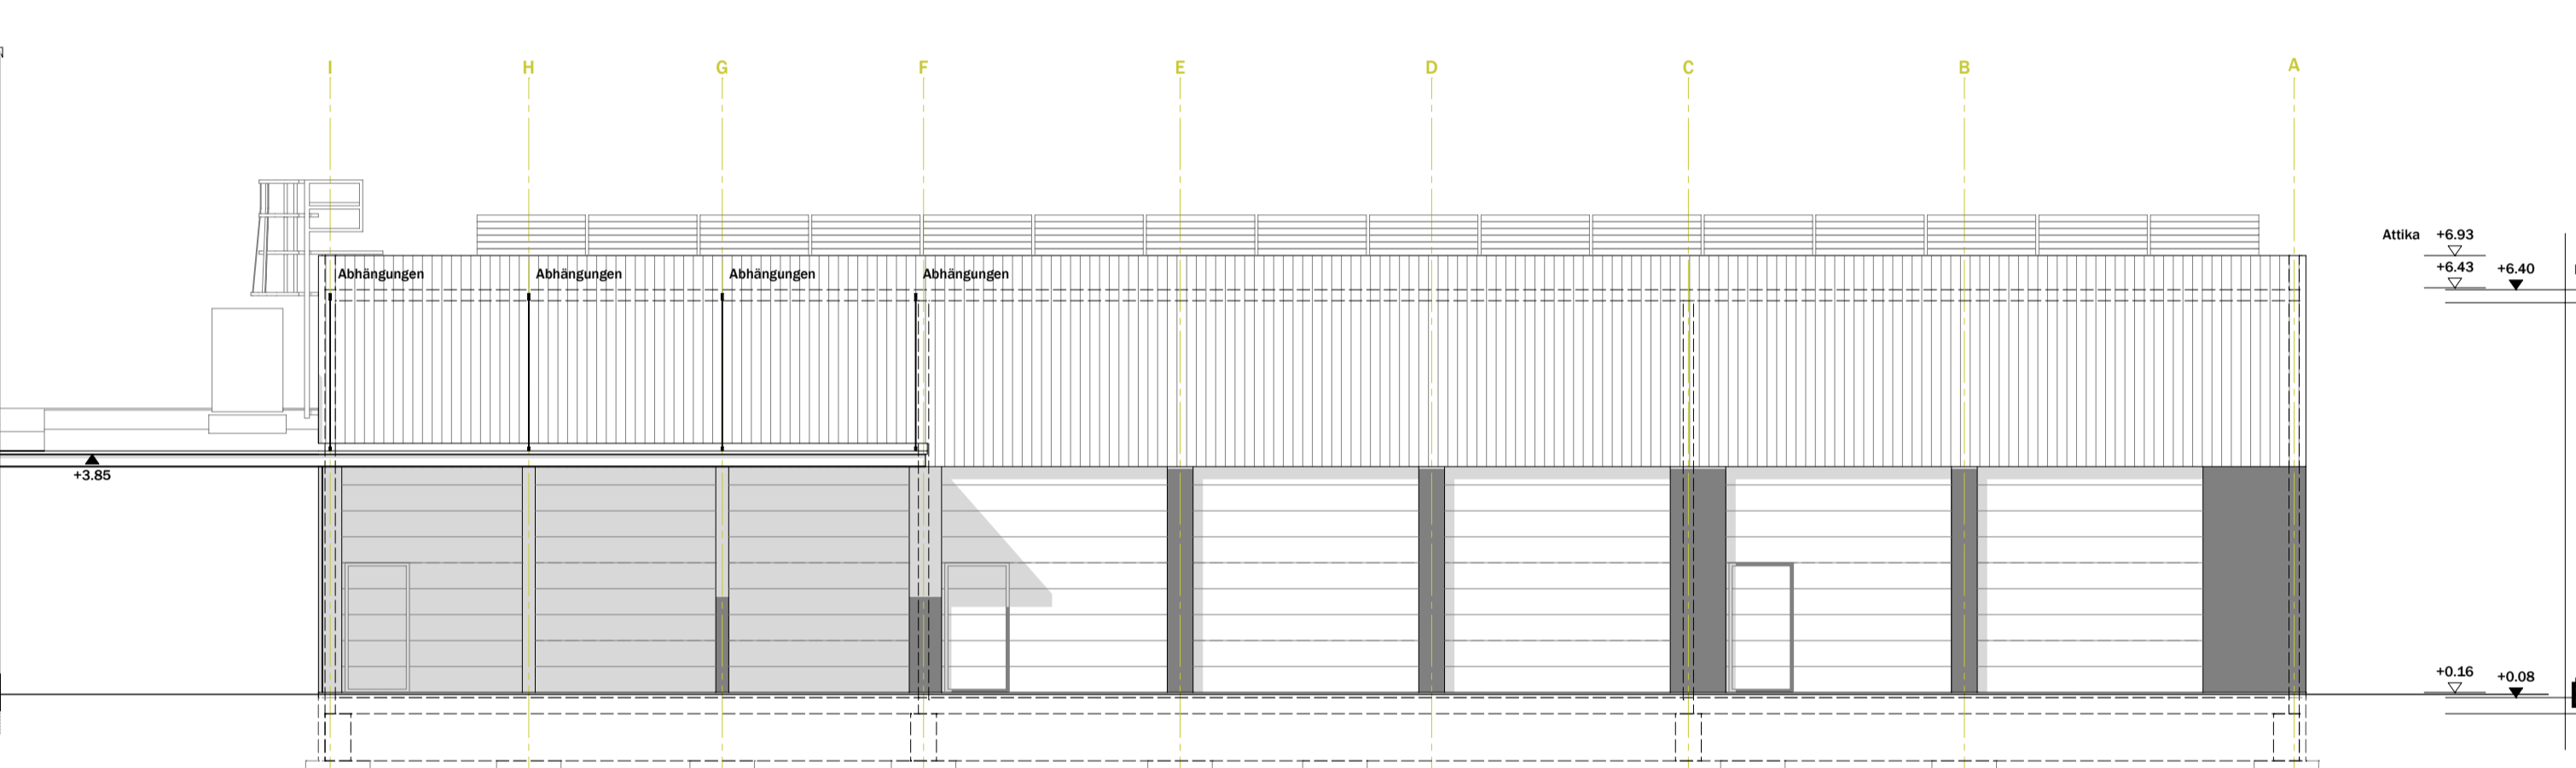 I H G F E D C B A
Attika +6.93
+6.43 +6.40
Abhängungen Abhängungen Abhängungen Abhängungen
+3.85
+0.16 +0.08